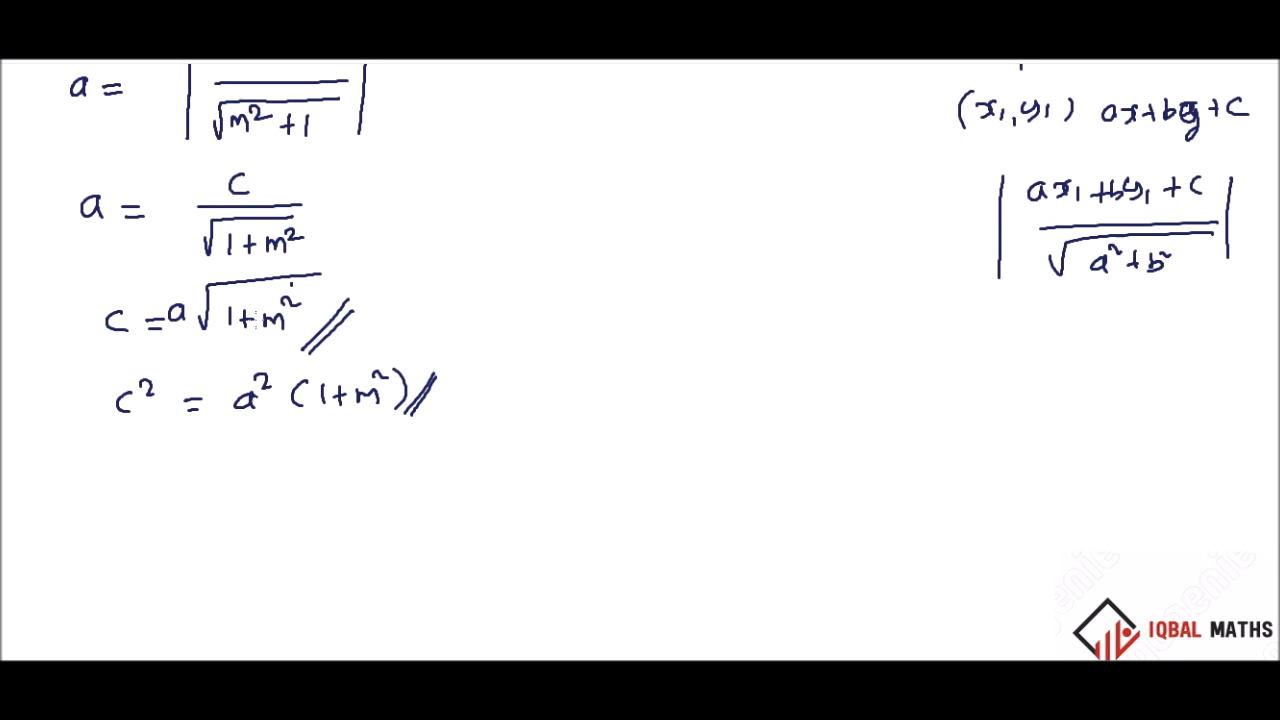 a = | / √m²+1 |
a = c / √1+m²
c = a √1+m² //
c² = a² (1+m²) //
(x₁, y₁) ax+by+c
| ax₁+by₁+c / √a²+b² |
IQBAL MATHS